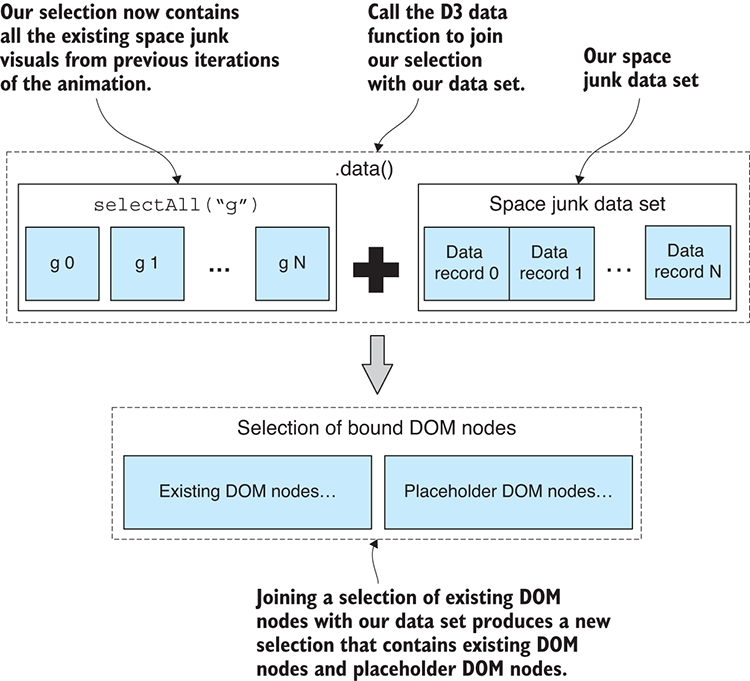 Our selection now contains
all the existing space junk
visuals from previous iterations
of the animation.
Call the D3 data
function to join
our selection
with our data set.
Our space
junk data set
.data()
selectAll(“g”)
g 0
g 1
...
g N
Space junk data set
Data
record 0
Data
record 1
...
Data
record N
Selection of bound DOM nodes
Existing DOM nodes…
Placeholder DOM nodes…
Joining a selection of existing DOM
nodes with our data set produces a new
selection that contains existing DOM
nodes and placeholder DOM nodes.